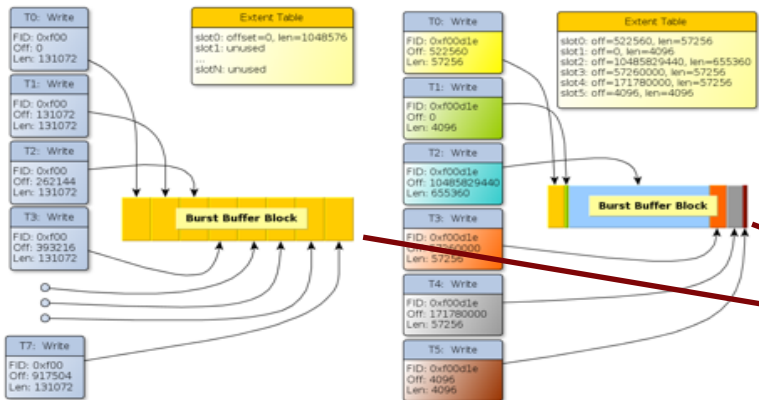 T0: Write
FID: 0xf00
Off: 0
Len: 131072
T1: Write
FID: 0xf00
Off: 131072
Len: 131072
T2: Write
FID: 0xf00
Off: 262144
Len: 131072
T3: Write
FID: 0xf00
Off: 393216
Len: 131072
T7: Write
FID: 0xf00
Off: 917504
Len: 131072
Extent Table
slot0: offset=0, len=1048576
slot1: unused
...
slotN: unused
Burst Buffer Block
T0: Write
FID: 0xf00d1e
Off: 522560
Len: 57256
T1: Write
FID: 0xf00d1e
Off: 0
Len: 4096
T2: Write
FID: 0xf00d1e
Off: 10485829440
Len: 655360
T3: Write
FID: 0xf00d1e
Off: 57260000
Len: 57256
T4: Write
FID: 0xf00d1e
Off: 171780000
Len: 57256
T5: Write
FID: 0xf00d1e
Off: 4096
Len: 4096
Extent Table
slot0: off=522560, len=57256
slot1: off=0, len=4096
slot2: off=10485829440, len=655360
slot3: off=57260000, len=57256
slot4: off=171780000, len=57256
slot5: off=4096, len=4096
Burst Buffer Block